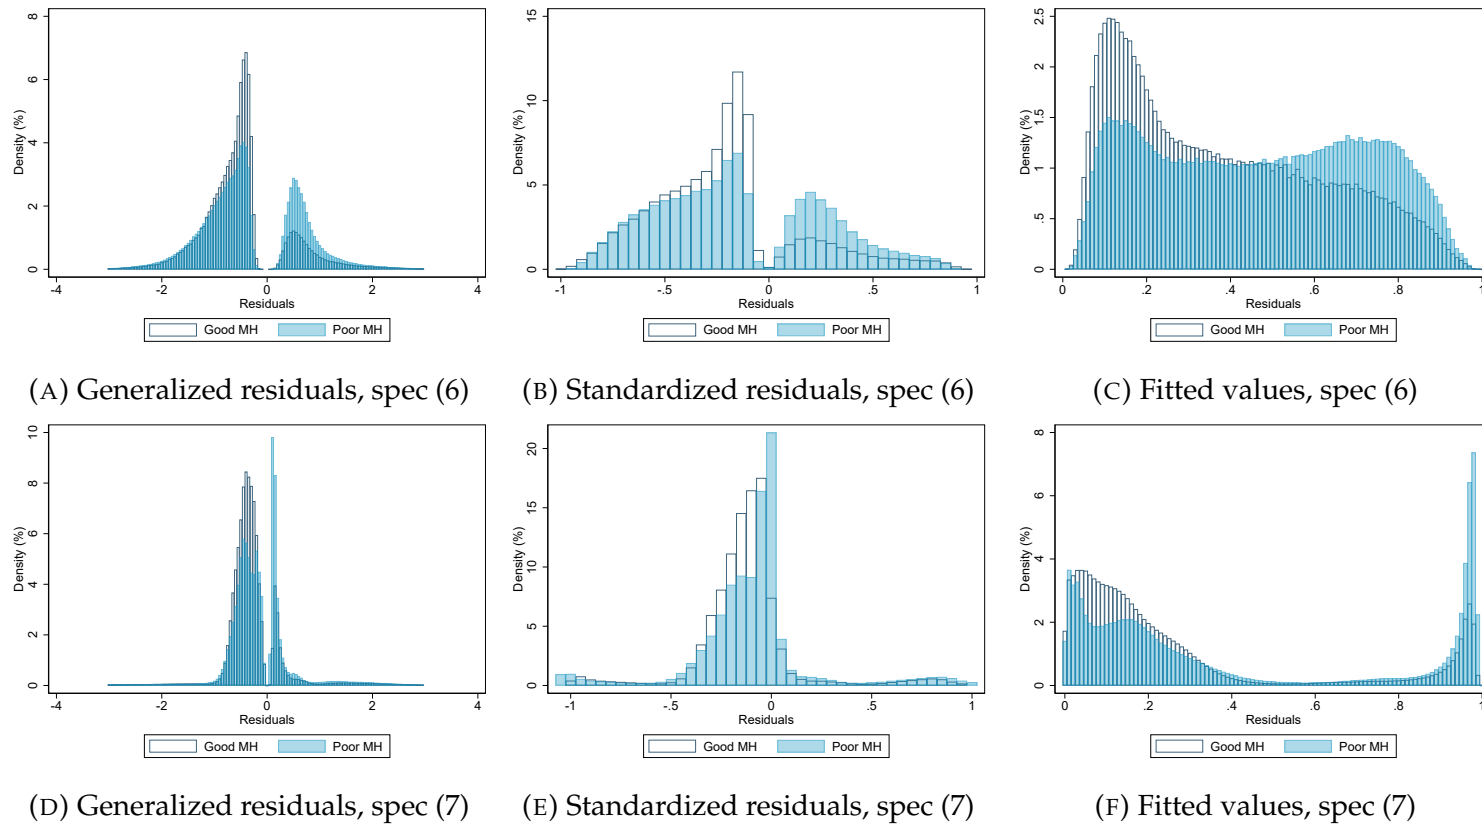 8
6
4
2
0
Density (%)
-4
-2
0
2
4
Residuals
Good MH
Poor MH
(A) Generalized residuals, spec (6)
15
10
5
0
Density (%)
-1
-.5
0
.5
1
Residuals
Good MH
Poor MH
(B) Standardized residuals, spec (6)
2.5
2
1.5
1
.5
0
Density (%)
0
.2
.4
.6
.8
1
Residuals
Good MH
Poor MH
(C) Fitted values, spec (6)
10
8
6
4
2
0
Density (%)
-4
-2
0
2
4
Residuals
Good MH
Poor MH
(D) Generalized residuals, spec (7)
20
15
10
5
0
Density (%)
-1
-.5
0
.5
1
Residuals
Good MH
Poor MH
(E) Standardized residuals, spec (7)
8
6
4
2
0
Density (%)
0
.2
.4
.6
.8
1
Residuals
Good MH
Poor MH
(F) Fitted values, spec (7)